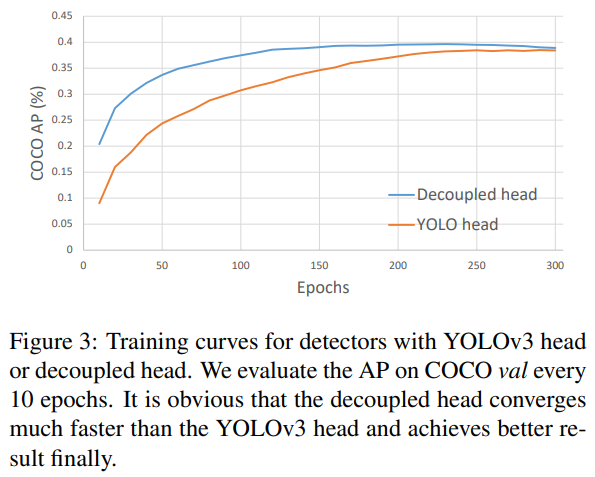 0.45
0.4
0.35
0.3
0.25
0.2
0.15
0.1
0.05
0
COCO AP (%)
Decoupled head
YOLO head
0 50 100 150 200 250 300
Epochs
Figure 3: Training curves for detectors with YOLOv3 head
or decoupled head. We evaluate the AP on COCO val every
10 epochs. It is obvious that the decoupled head converges
much faster than the YOLOv3 head and achieves better re-
sult finally.